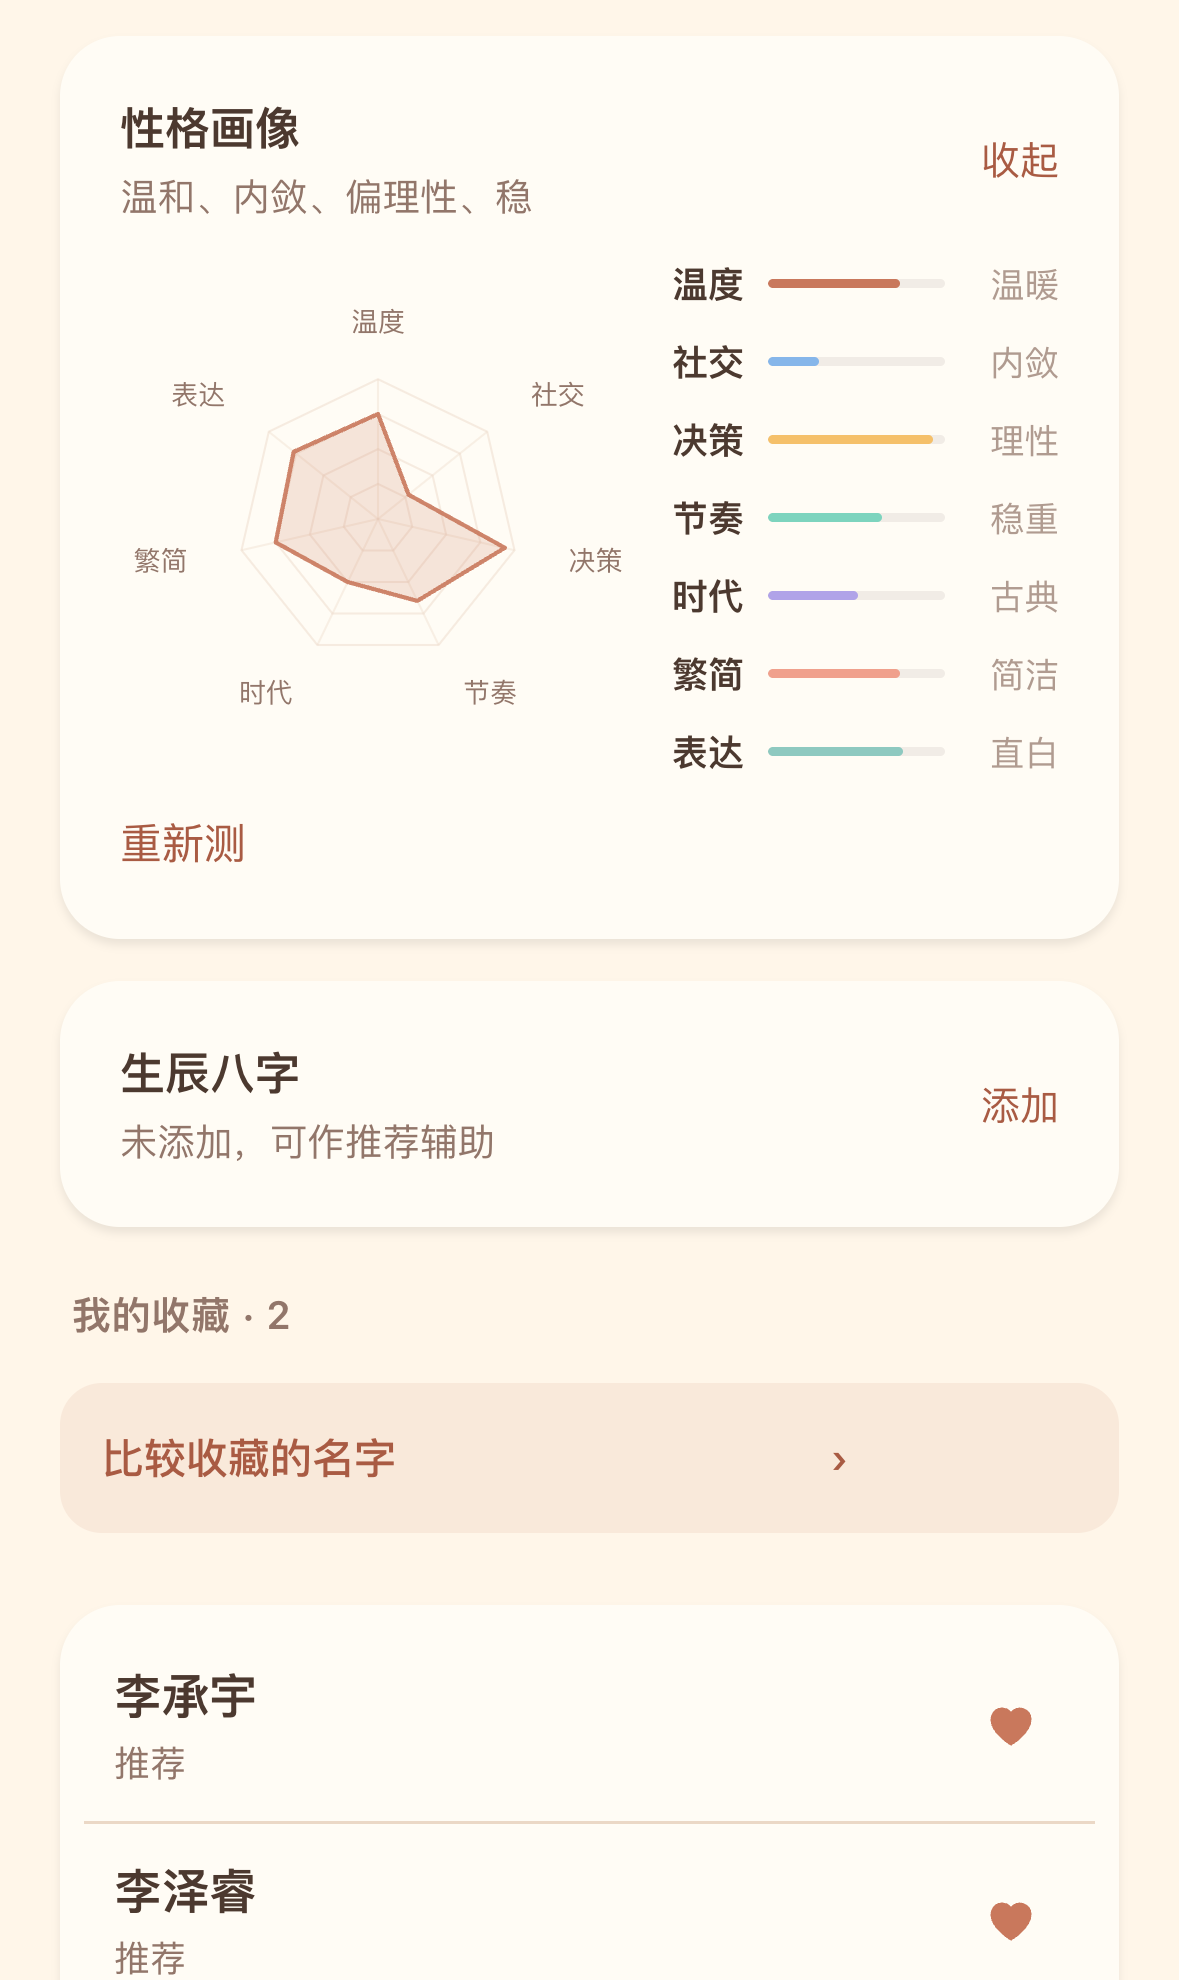 性格画像
温和、内敛、偏理性、稳
收起
温度
社交
决策
节奏
时代
繁简
表达
温度 温暖
社交 内敛
决策 理性
节奏 稳重
时代 古典
繁简 简洁
表达 直白
重新测
生辰八字
未添加，可作推荐辅助
添加
我的收藏 · 2
比较收藏的名字 ›
李承宇
推荐
李泽睿
推荐